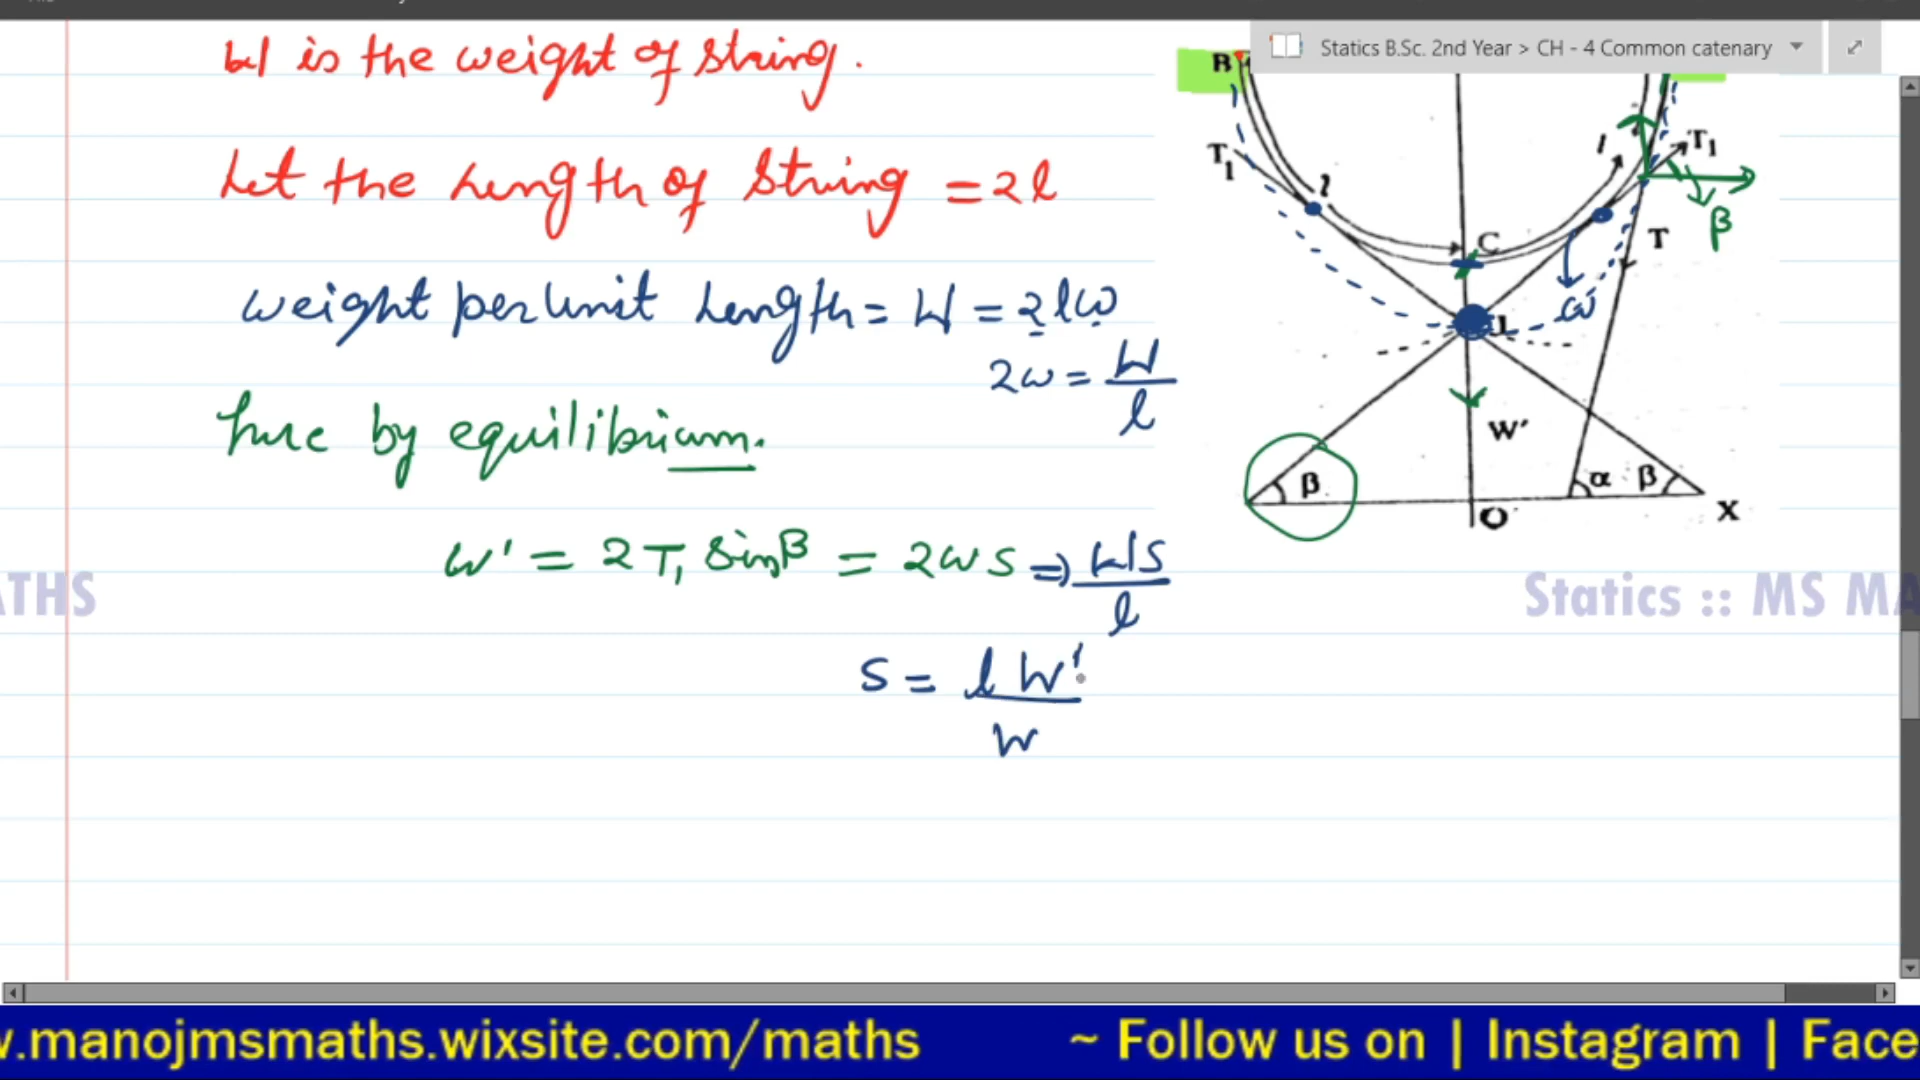 Statics B.Sc. 2nd Year > CH - 4 Common catenary
W is the weight of string.
Let the Length of String = 2l
weight per unit Length = W = 2lω
2ω = W/l
here by equilibrium.
W' = 2T₁ sinβ = 2ωs ⇒ Ws/l
S = lW'/W
B
T₁
l
C
l
T₁
β
T
ω
W'
β
α
β
O
X
ATHS
Statics :: MS MA
w.manojmsmaths.wixsite.com/maths ~ Follow us on | Instagram | Face